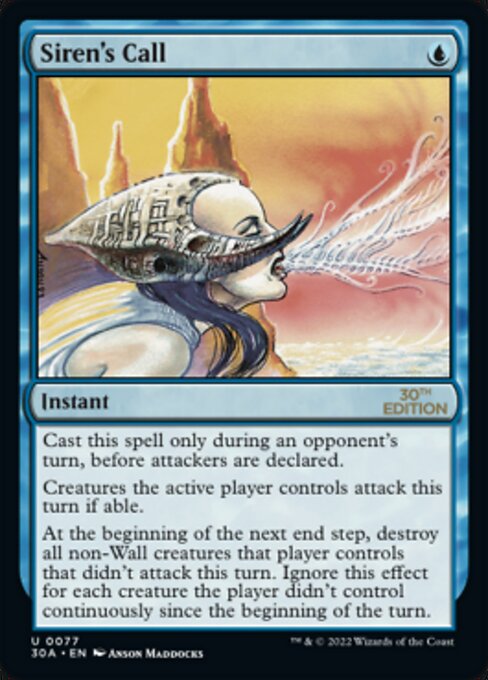 Siren's Call
Instant
30TH
EDITION
Cast this spell only during an opponent's
turn, before attackers are declared.
Creatures the active player controls attack this
turn if able.
At the beginning of the next end step, destroy
all non-Wall creatures that player controls
that didn't attack this turn. Ignore this effect
for each creature the player didn't control
continuously since the beginning of the turn.
U 0077
30A • EN Anson Maddocks
™ & © 2022 Wizards of the Coast